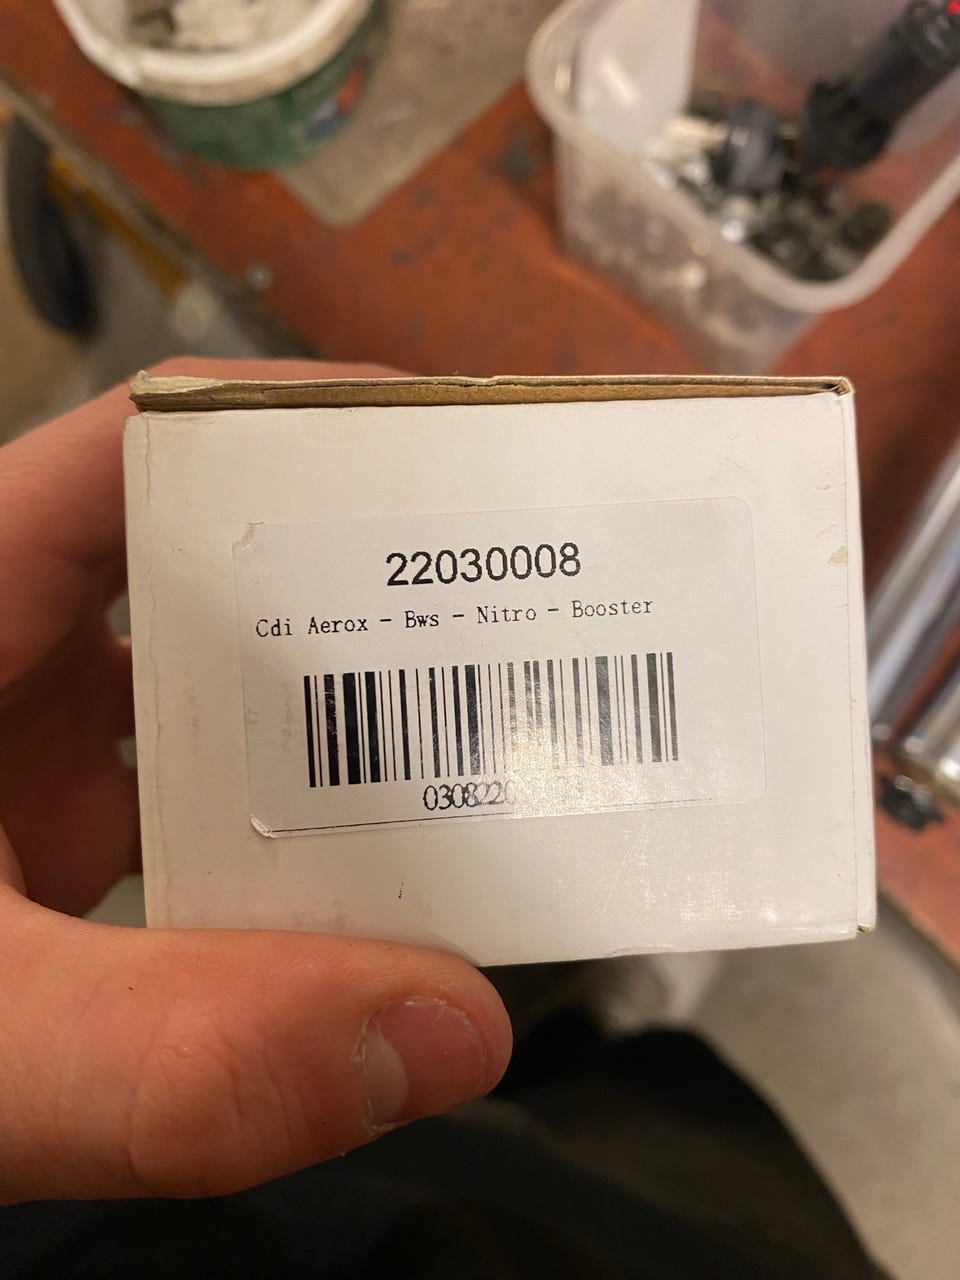 22030008
Cdi Aerox - Bws - Nitro - Booster